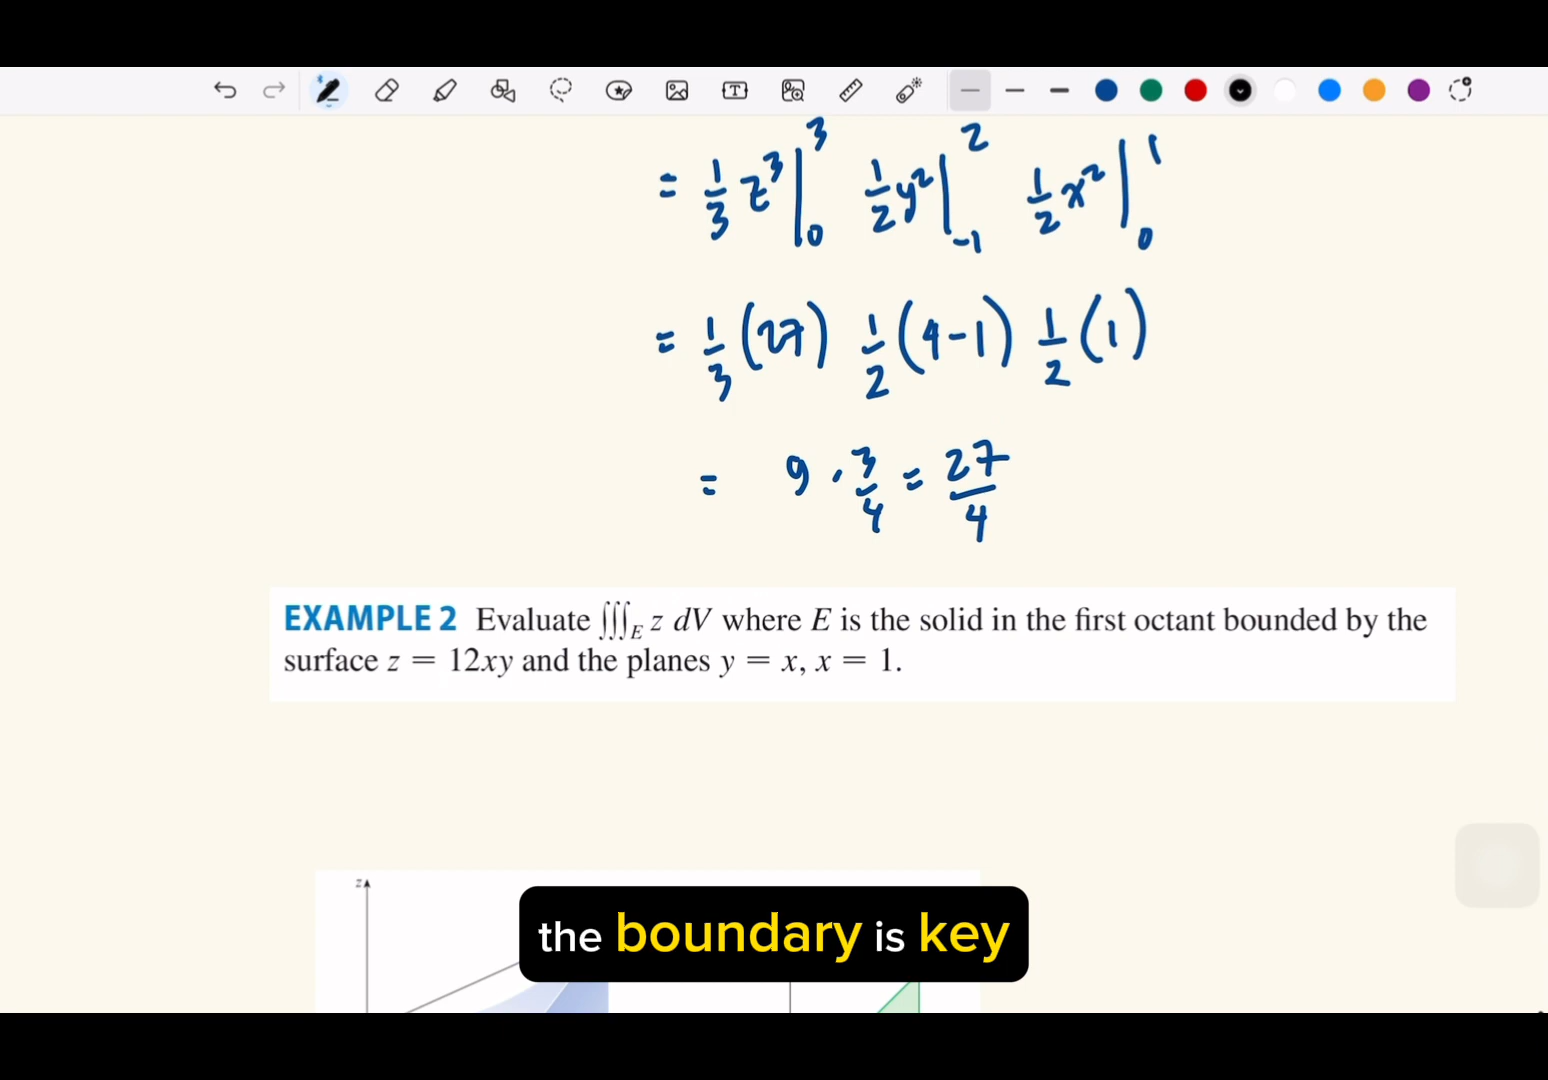 = 1/3 z³ |₀³ 1/2 y² |₋₁² 1/2 x² |₀¹
= 1/3 (27) 1/2 (4-1) 1/2 (1)
= 9 · 3/4 = 27/4
EXAMPLE 2 Evaluate ∭_E z dV where E is the solid in the first octant bounded by the
surface z = 12xy and the planes y = x, x = 1.
z
the boundary is key